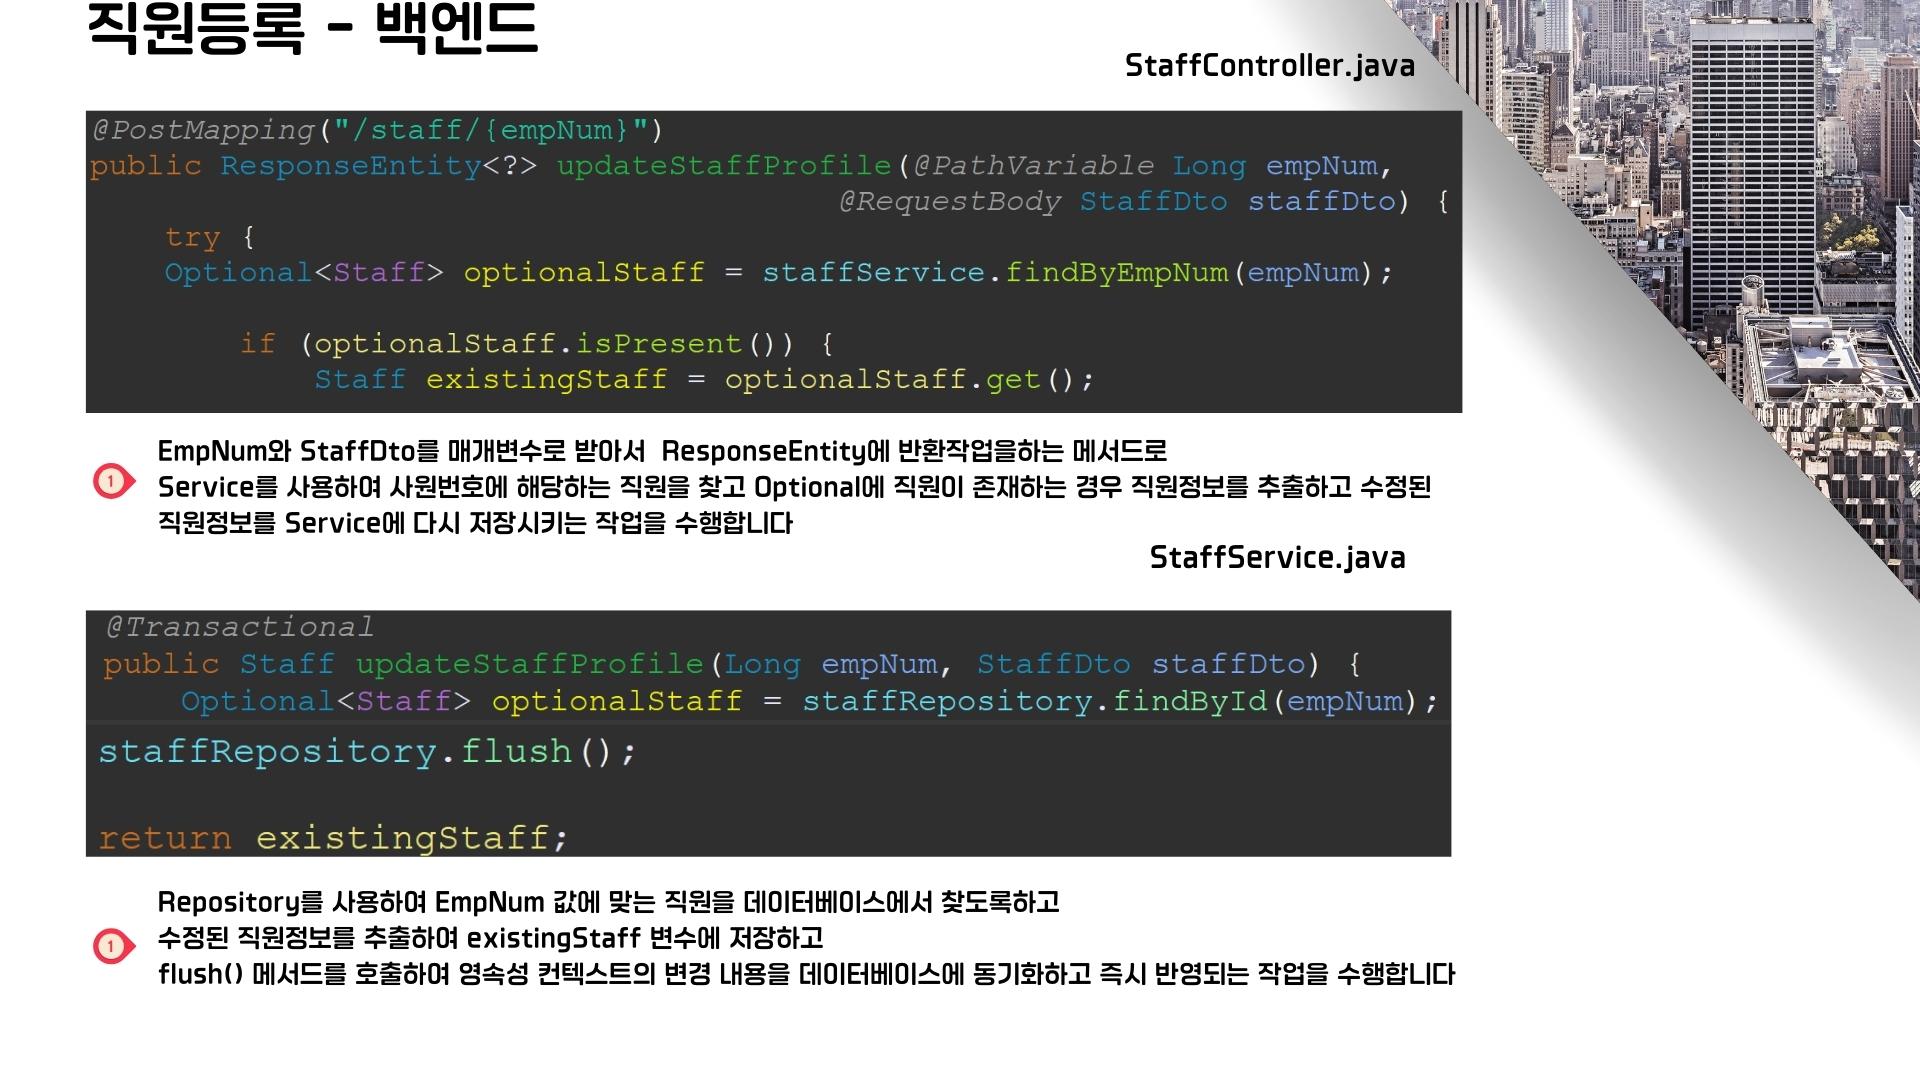 직원등록 - 백엔드
StaffController.java
@PostMapping("/staff/{empNum}")
public ResponseEntity<?> updateStaffProfile(@PathVariable Long empNum,
@RequestBody StaffDto staffDto) {
try {
Optional<Staff> optionalStaff = staffService.findByEmpNum(empNum);
if (optionalStaff.isPresent()) {
Staff existingStaff = optionalStaff.get();
1
EmpNum와 StaffDto를 매개변수로 받아서 ResponseEntity에 반환작업을하는 메서드로
Service를 사용하여 사원번호에 해당하는 직원을 찾고 Optional에 직원이 존재하는 경우 직원정보를 추출하고 수정된
직원정보를 Service에 다시 저장시키는 작업을 수행합니다
StaffService.java
@Transactional
public Staff updateStaffProfile(Long empNum, StaffDto staffDto) {
Optional<Staff> optionalStaff = staffRepository.findById(empNum);
staffRepository.flush();
return existingStaff;
1
Repository를 사용하여 EmpNum 값에 맞는 직원을 데이터베이스에서 찾도록하고
수정된 직원정보를 추출하여 existingStaff 변수에 저장하고
flush() 메서드를 호출하여 영속성 컨텍스트의 변경 내용을 데이터베이스에 동기화하고 즉시 반영되는 작업을 수행합니다